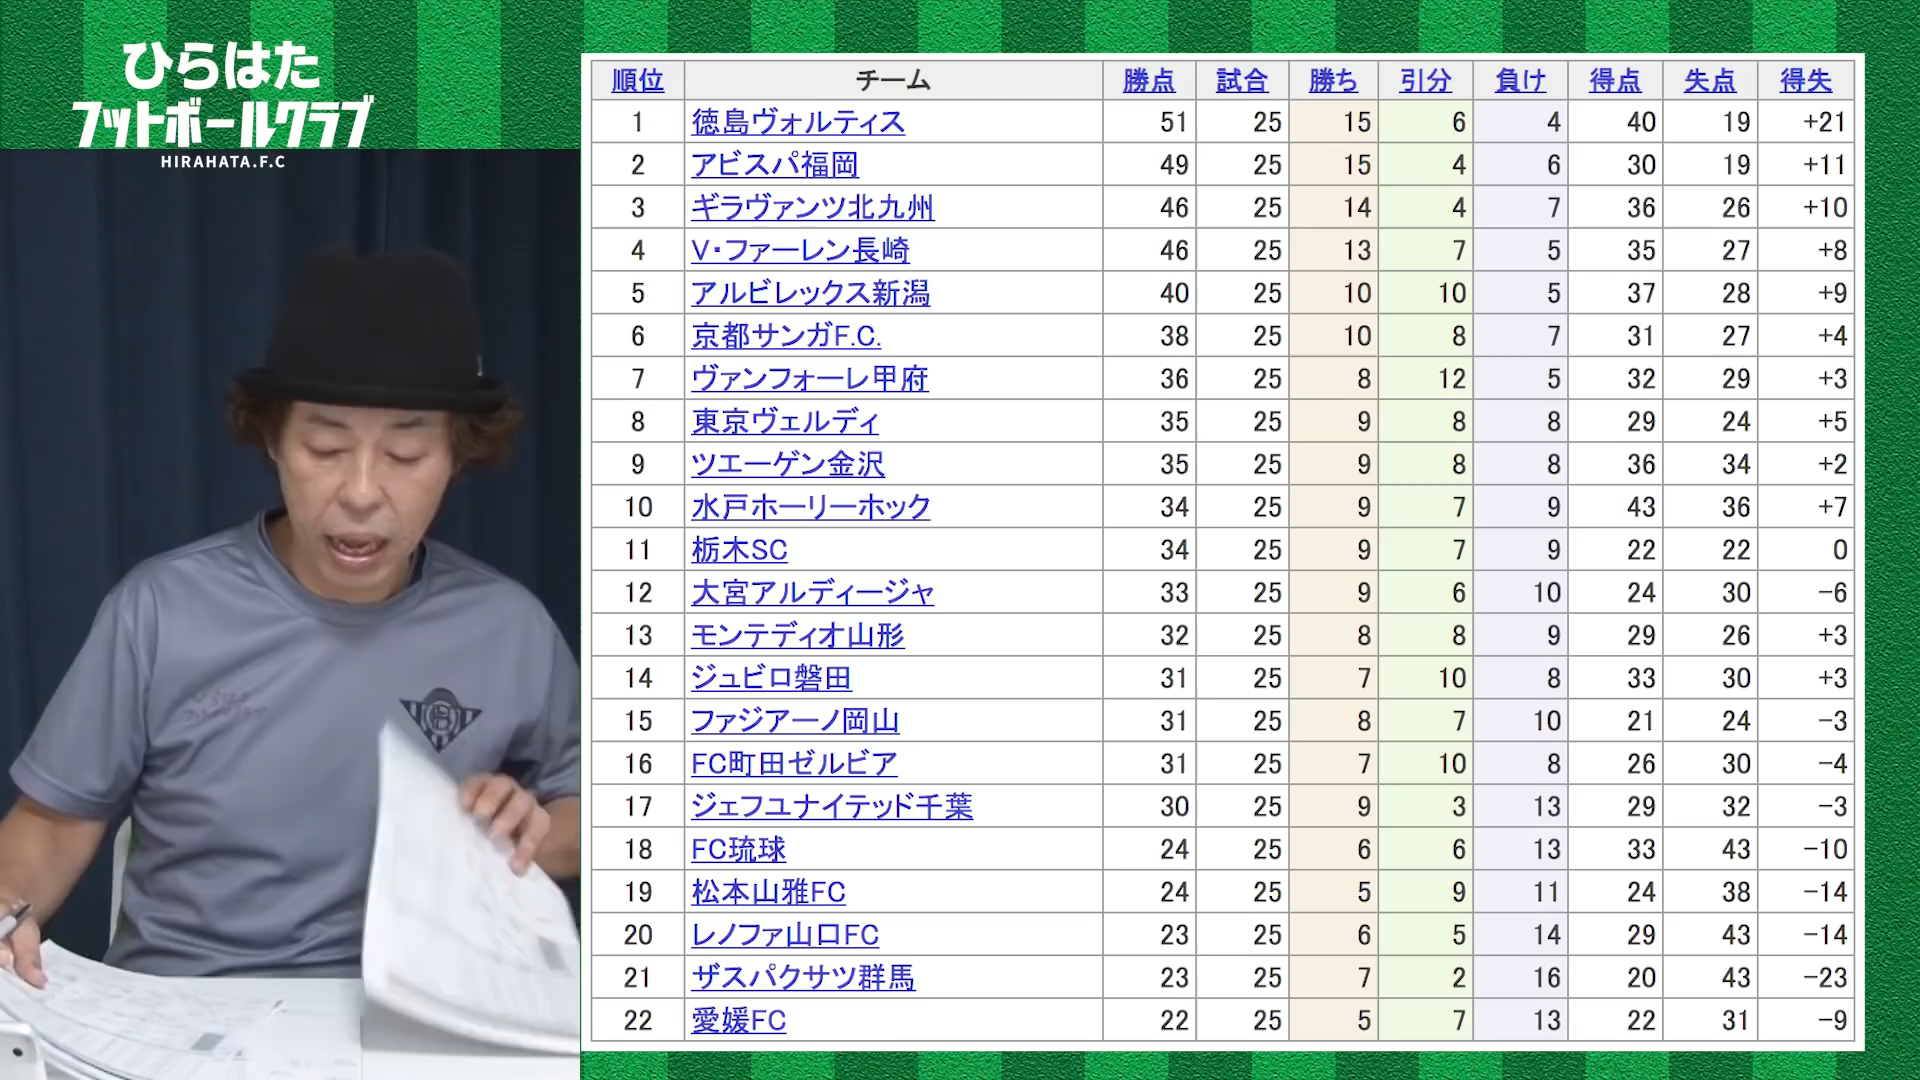 ひらはた
フットボールクラブ
HIRAHATA.F.C
順位 チーム 勝点 試合 勝ち 引分 負け 得点 失点 得失
1 徳島ヴォルティス 51 25 15 6 4 40 19 +21
2 アビスパ福岡 49 25 15 4 6 30 19 +11
3 ギラヴァンツ北九州 46 25 14 4 7 36 26 +10
4 V・ファーレン長崎 46 25 13 7 5 35 27 +8
5 アルビレックス新潟 40 25 10 10 5 37 28 +9
6 京都サンガF.C. 38 25 10 8 7 31 27 +4
7 ヴァンフォーレ甲府 36 25 8 12 5 32 29 +3
8 東京ヴェルディ 35 25 9 8 8 29 24 +5
9 ツエーゲン金沢 35 25 9 8 8 36 34 +2
10 水戸ホーリーホック 34 25 9 7 9 43 36 +7
11 栃木SC 34 25 9 7 9 22 22 0
12 大宮アルディージャ 33 25 9 6 10 24 30 −6
13 モンテディオ山形 32 25 8 8 9 29 26 +3
14 ジュビロ磐田 31 25 7 10 8 33 30 +3
15 ファジアーノ岡山 31 25 8 7 10 21 24 −3
16 FC町田ゼルビア 31 25 7 10 8 26 30 −4
17 ジェフユナイテッド千葉 30 25 9 3 13 29 32 −3
18 FC琉球 24 25 6 6 13 33 43 −10
19 松本山雅FC 24 25 5 9 11 24 38 −14
20 レノファ山口FC 23 25 6 5 14 29 43 −14
21 ザスパクサツ群馬 23 25 7 2 16 20 43 −23
22 愛媛FC 22 25 5 7 13 22 31 −9